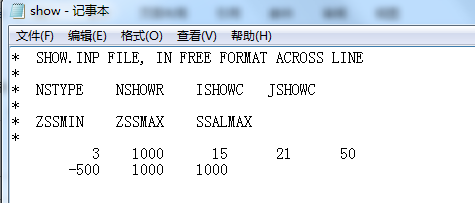 show - 记事本
文件(F) 编辑(E) 格式(O) 查看(V) 帮助(H)
* SHOW.INP FILE, IN FREE FORMAT ACROSS LINE
*
* NSTYPE NSHOWR ISHOWC JSHOWC
*
* ZSSMIN ZSSMAX SSALMAX
*
3 1000 15 21 50
-500 1000 1000